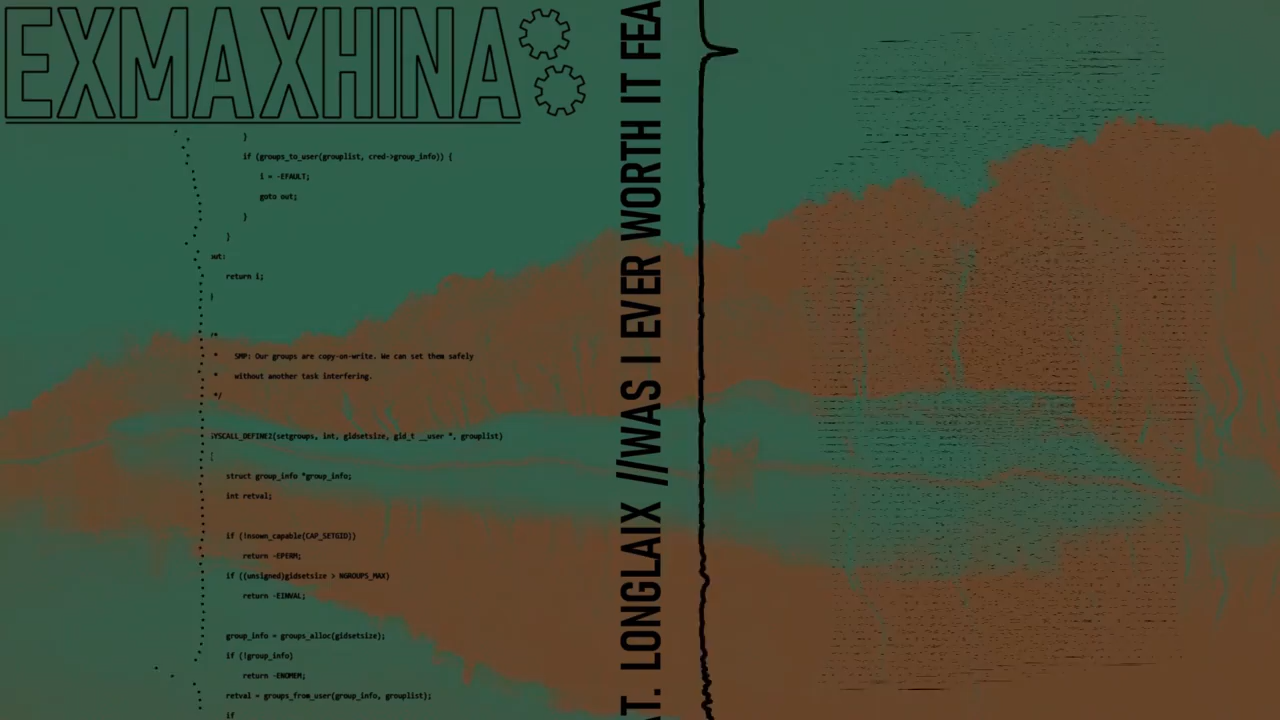 EXMAXHINA
}
if (groups_to_user(grouplist, cred->group_info)) {
i = -EFAULT;
goto out;
}
}
out:
return i;
}
/*
* SMP: Our groups are copy-on-write. We can set them safely
* without another task interfering.
*/
SYSCALL_DEFINE2(setgroups, int, gidsetsize, gid_t __user *, grouplist)
{
struct group_info *group_info;
int retval;
if (!nsown_capable(CAP_SETGID))
return -EPERM;
if ((unsigned)gidsetsize > NGROUPS_MAX)
return -EINVAL;
group_info = groups_alloc(gidsetsize);
if (!group_info)
return -ENOMEM;
retval = groups_from_user(group_info, grouplist);
if
AT. LONGLAIX //WAS I EVER WORTH IT FEA